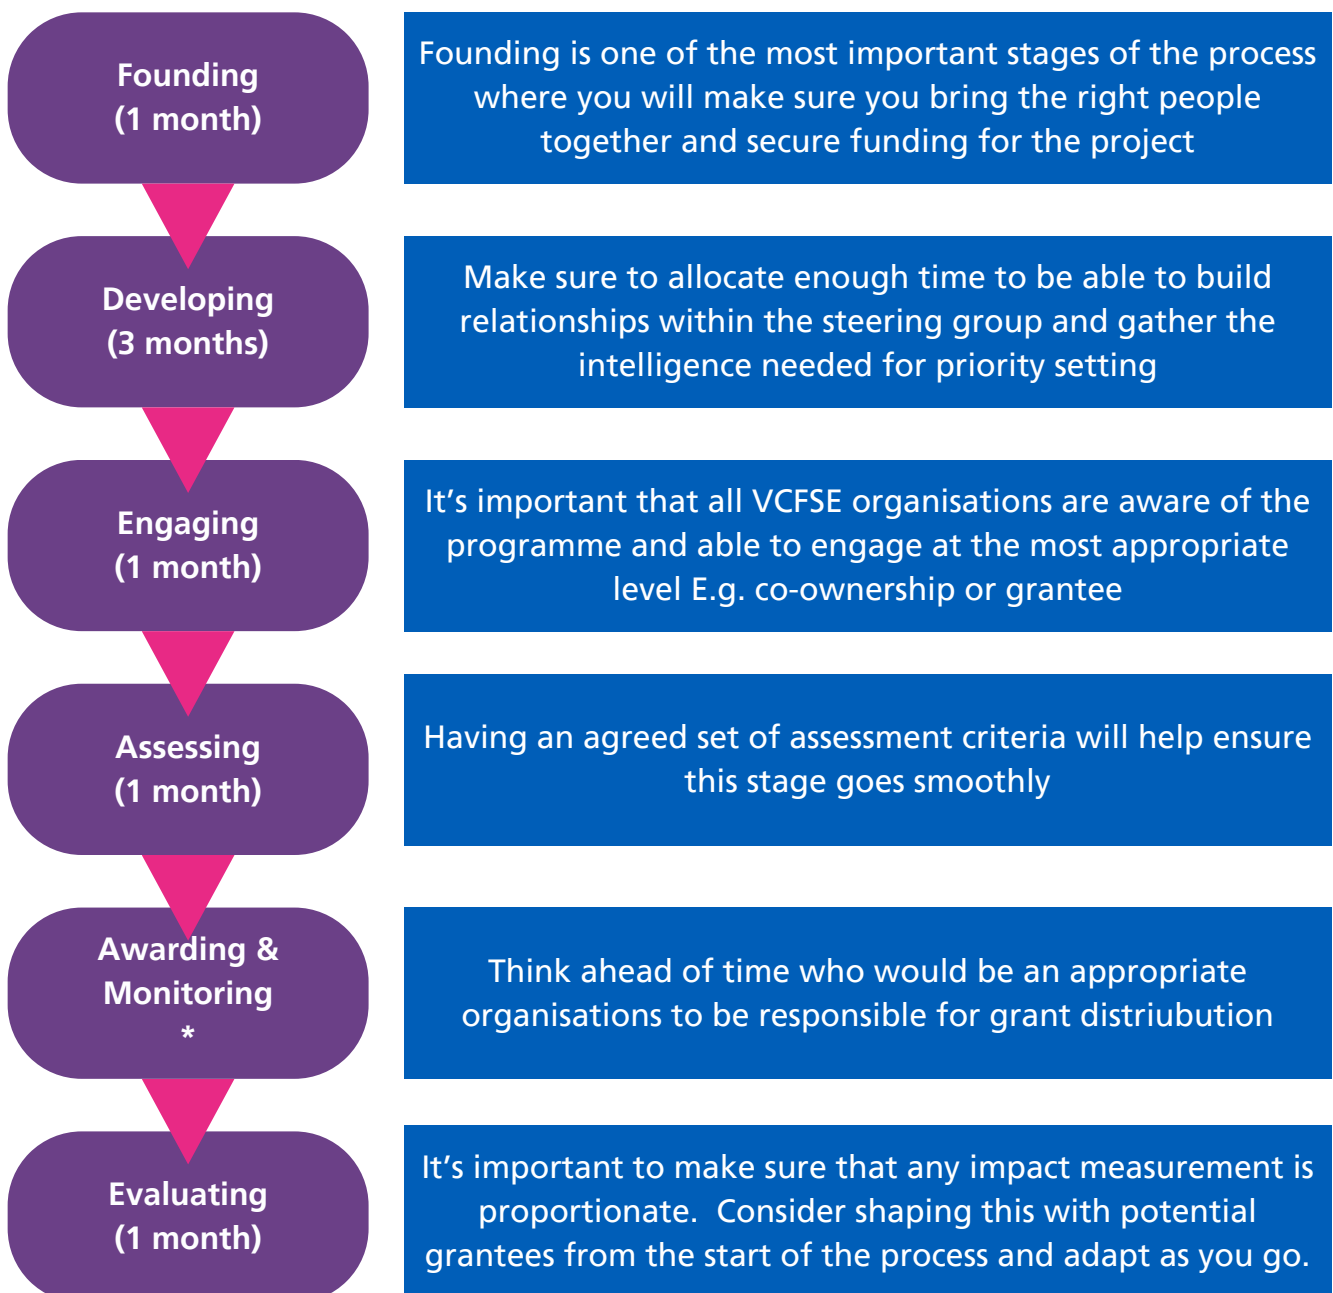 Founding
(1 month)
Founding is one of the most important stages of the process
where you will make sure you bring the right people
together and secure funding for the project
Developing
(3 months)
Make sure to allocate enough time to be able to build
relationships within the steering group and gather the
intelligence needed for priority setting
Engaging
(1 month)
It’s important that all VCFSE organisations are aware of the
programme and able to engage at the most appropriate
level E.g. co-ownership or grantee
Assessing
(1 month)
Having an agreed set of assessment criteria will help ensure
this stage goes smoothly
Awarding &
Monitoring
*
Think ahead of time who would be an appropriate
organisations to be responsible for grant distriubution
Evaluating
(1 month)
It’s important to make sure that any impact measurement is
proportionate.  Consider shaping this with potential
grantees from the start of the process and adapt as you go.